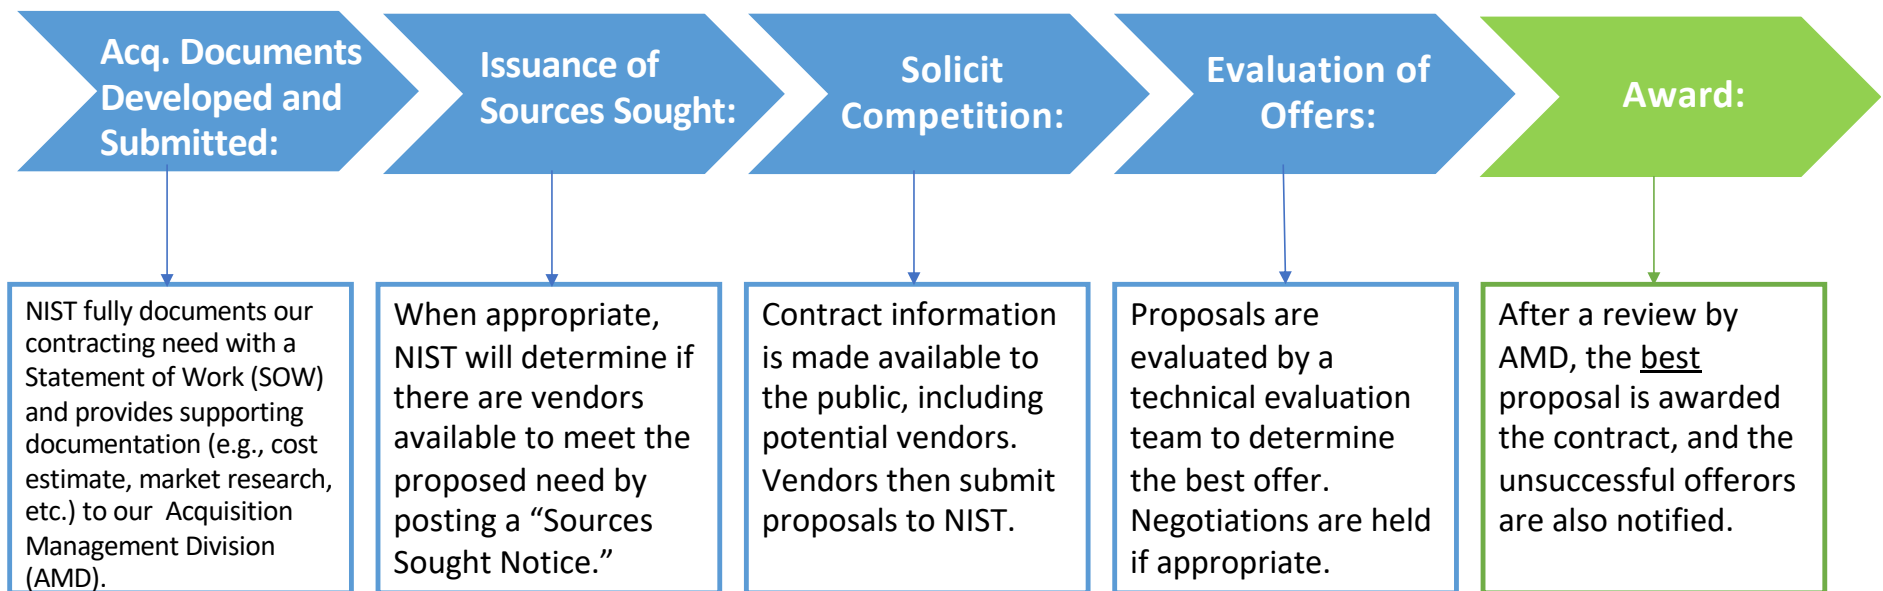 Acq. Documents
Developed and
Submitted:
Issuance of
Sources Sought:
Solicit
Competition:
Evaluation of
Offers:
Award:
NIST fully documents our
contracting need with a
Statement of Work (SOW)
and provides supporting
documentation (e.g., cost
estimate, market research,
etc.) to our Acquisition
Management Division
(AMD).
When appropriate,
NIST will determine if
there are vendors
available to meet the
proposed need by
posting a “Sources
Sought Notice.”
Contract information
is made available to
the public, including
potential vendors.
Vendors then submit
proposals to NIST.
Proposals are
evaluated by a
technical evaluation
team to determine
the best offer.
Negotiations are held
if appropriate.
After a review by
AMD, the best
proposal is awarded
the contract, and the
unsuccessful offerors
are also notified.